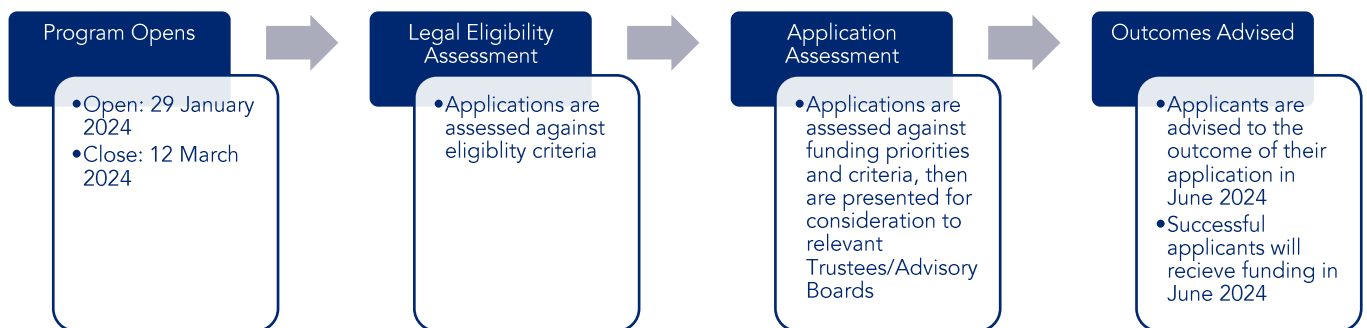 Program Opens
•Open: 29 January
2024
•Close: 12 March
2024
Legal Eligibility
Assessment
•Applications are
assessed against
eligiblity criteria
Application
Assessment
•Applications are
assessed against
funding priorities
and criteria, then
are presented for
consideration to
relevant
Trustees/Advisory
Boards
Outcomes Advised
•Applicants are
advised to the
outcome of their
application in
June 2024
•Successful
applicants will
recieve funding in
June 2024